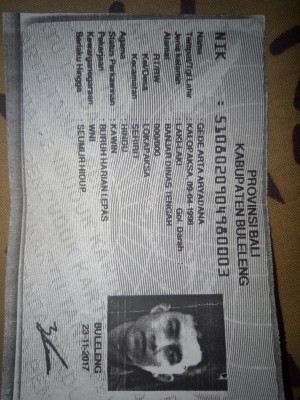 PROVINSI BALI
KABUPATEN BULELENG
NIK : 5108020904980003
Nama : GEDE ARTA ARYADANA
Tempat/Tgl Lahir : KALOPAKSA, 09-04-1998
Jenis kelamin : LAKI-LAKI Gol. Darah :
Alamat : BANJAR DINAS TENGAH
RT/RW : 000/000
Kel/Desa : LOKAPAKSA
Kecamatan : SERIRIT
Agama : HINDU
Status Perkawinan : KAWIN
Pekerjaan : BURUH HARIAN LEPAS
Kewarganegaraan : WNI
Berlaku Hingga : SEUMUR HIDUP
BULELENG
23-11-2017